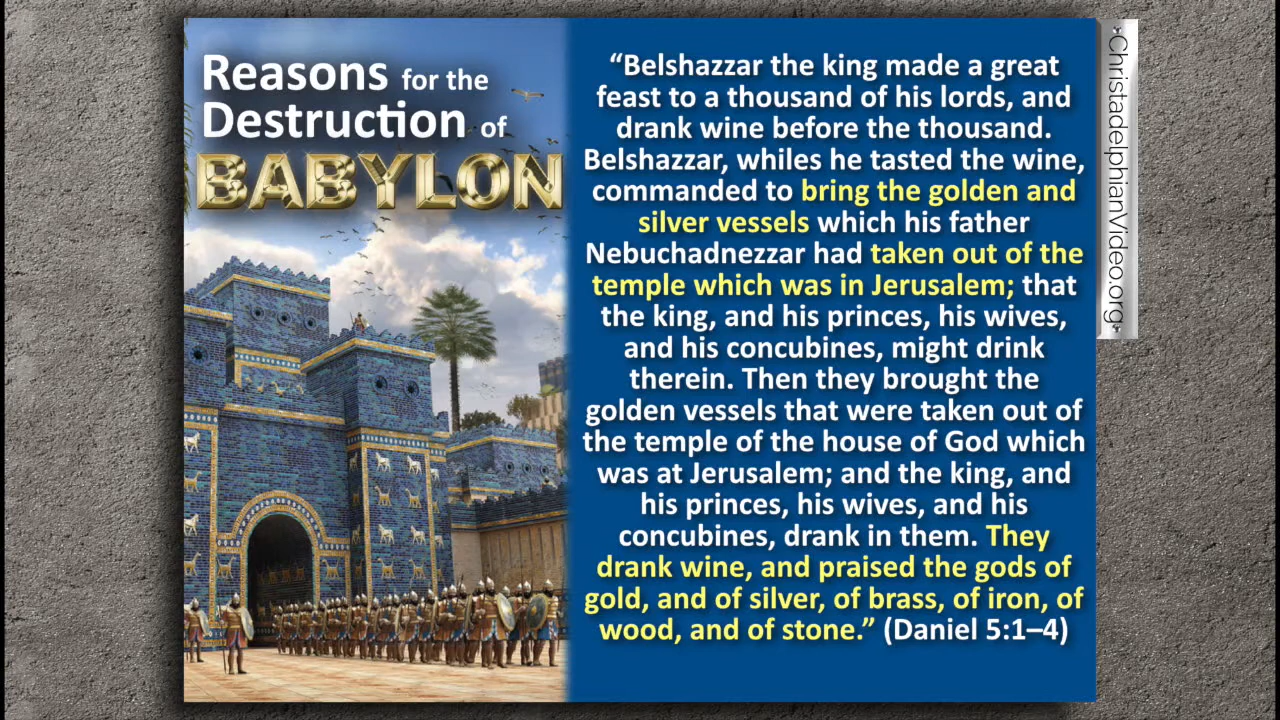 Reasons for the
Destruction of
BABYLON
“Belshazzar the king made a great
feast to a thousand of his lords, and
drank wine before the thousand.
Belshazzar, whiles he tasted the wine,
commanded to bring the golden and
silver vessels which his father
Nebuchadnezzar had taken out of the
temple which was in Jerusalem; that
the king, and his princes, his wives,
and his concubines, might drink
therein. Then they brought the
golden vessels that were taken out of
the temple of the house of God which
was at Jerusalem; and the king, and
his princes, his wives, and his
concubines, drank in them. They
drank wine, and praised the gods of
gold, and of silver, of brass, of iron, of
wood, and of stone.” (Daniel 5:1–4)
ChristadelphianVideo.org